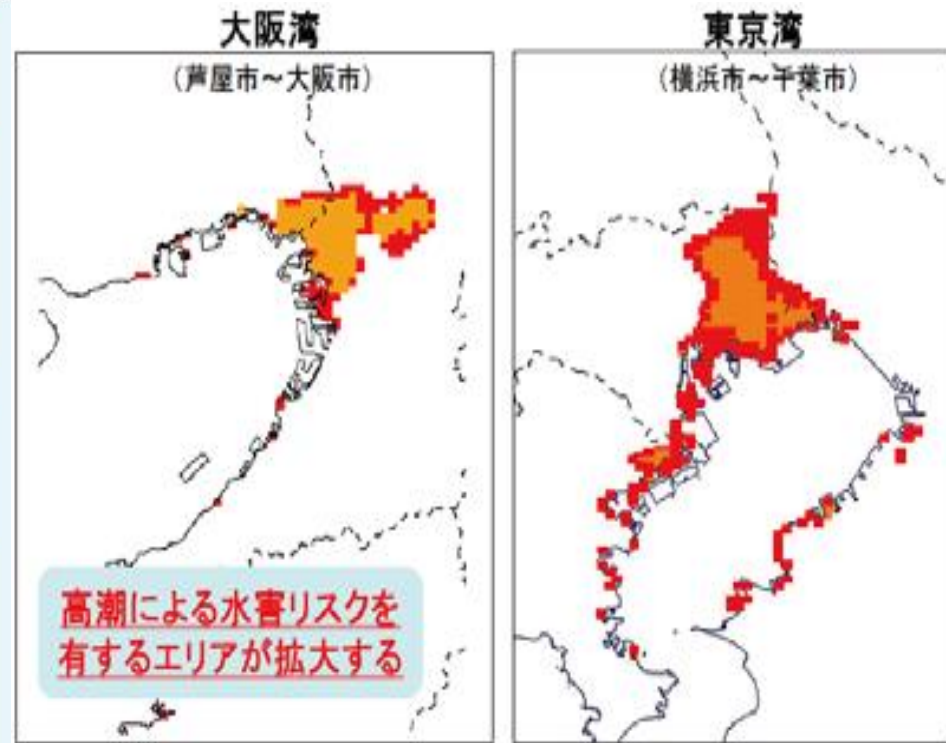 大阪湾
(芦屋市～大阪市)
東京湾
(横浜市～千葉市)
高潮による水害リスクを
有するエリアが拡大する